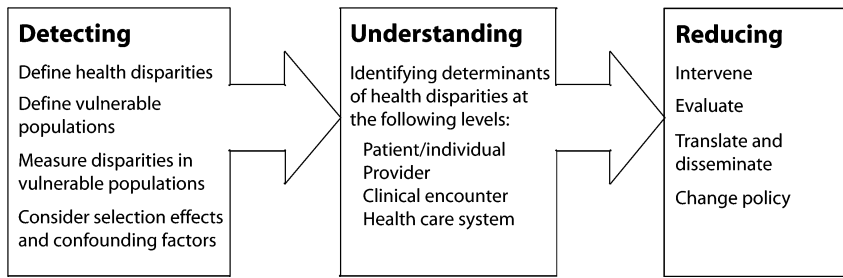 Detecting
Define health disparities
Define vulnerable
populations
Measure disparities in
vulnerable populations
Consider selection effects
and confounding factors
Understanding
Identifying determinants
of health disparities at
the following levels:
Patient/individual
Provider
Clinical encounter
Health care system
Reducing
Intervene
Evaluate
Translate and
disseminate
Change policy